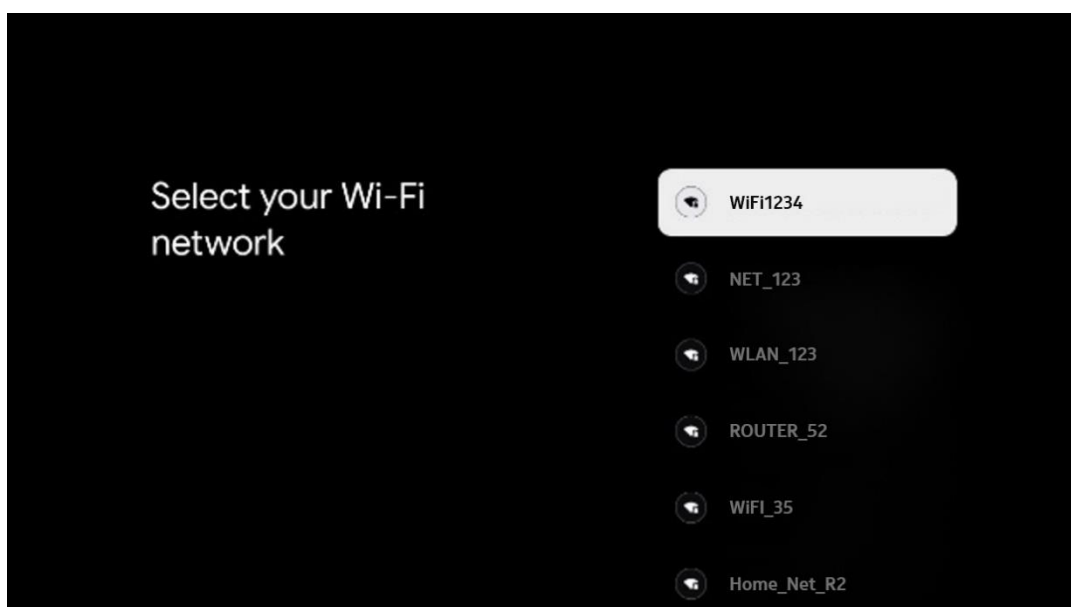 Select your Wi-Fi
network
WiFi1234
NET_123
WLAN_123
ROUTER_52
WiFI_35
Home_Net_R2